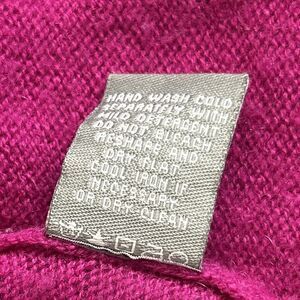 HAND WASH COLD
SEPARATELY WITH
MILD DETERGENT
DO NOT BLEACH
RESHAPE AND
DRY FLAT
COOL IRON IF
NECESSARY
OR DRY CLEAN